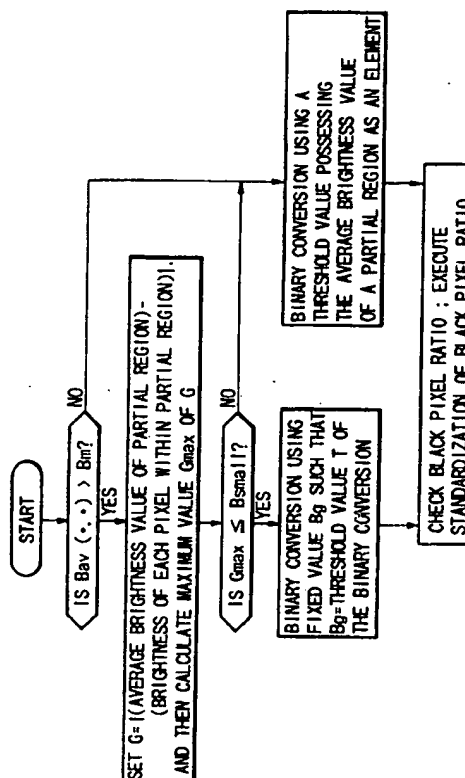 START
IS Bav (*, *) > Bm?
NO
YES
SET G=|(AVERAGE BRIGHTNESS VALUE OF PARTIAL REGION)-
(BRIGHTNESS OF EACH PIXEL WITHIN PARTIAL REGION)|.
AND THEN CALCULATE MAXIMUM VALUE Gmax OF G
IS Gmax ≤ Bsmall?
NO
YES
BINARY CONVERSION USING
FIXED VALUE Bg SUCH THAT
Bg=THRESHOLD VALUE T OF
THE BINARY CONVERSION
BINARY CONVERSION USING A
THRESHOLD VALUE POSSESSING
THE AVERAGE BRIGHTNESS VALUE
OF A PARTIAL REGION AS AN ELEMENT
CHECK BLACK PIXEL RATIO ; EXECUTE
STANDARDIZATION OF BLACK PIXEL RATIO